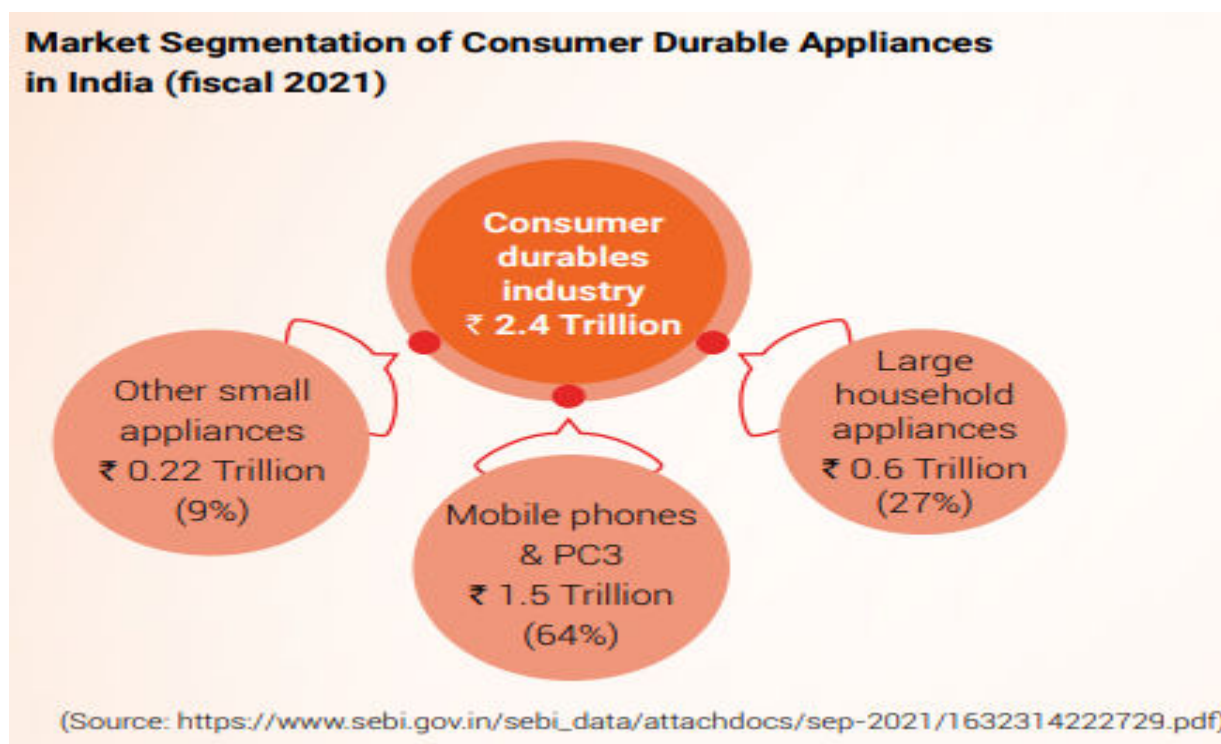 Market Segmentation of Consumer Durable Appliances
in India (fiscal 2021)
Consumer
durables
industry
₹ 2.4 Trillion
Other small
appliances
₹ 0.22 Trillion
(9%)
Mobile phones
& PC3
₹ 1.5 Trillion
(64%)
Large
household
appliances
₹ 0.6 Trillion
(27%)
(Source: https://www.sebi.gov.in/sebi_data/attachdocs/sep-2021/1632314222729.pdf)